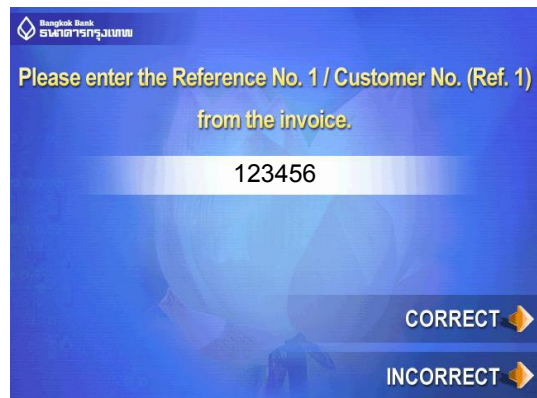 Bangkok Bank
ธนาคารกรุงเทพ
Please enter the Reference No. 1 / Customer No. (Ref. 1)
from the invoice.
123456
CORRECT
INCORRECT